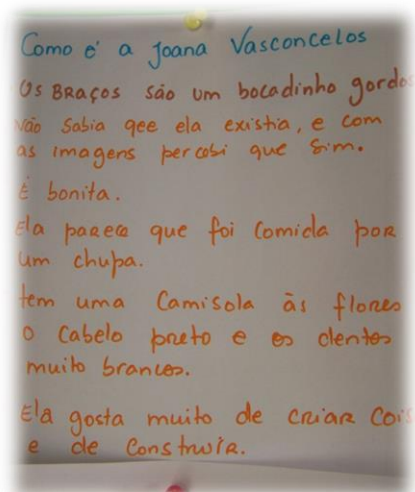 Como é a Joana Vasconcelos
Os BRAÇOS são um bocadinho gordos
Não Sabia qee ela existia, e com
as imagens percebi que sim.
É bonita.
Ela parece que foi comida por
um chupa.
tem uma Camisola às flores
o Cabelo preto e os dentes
muito brancos.
Ela gosta muito de criar Cois
e de Construir.